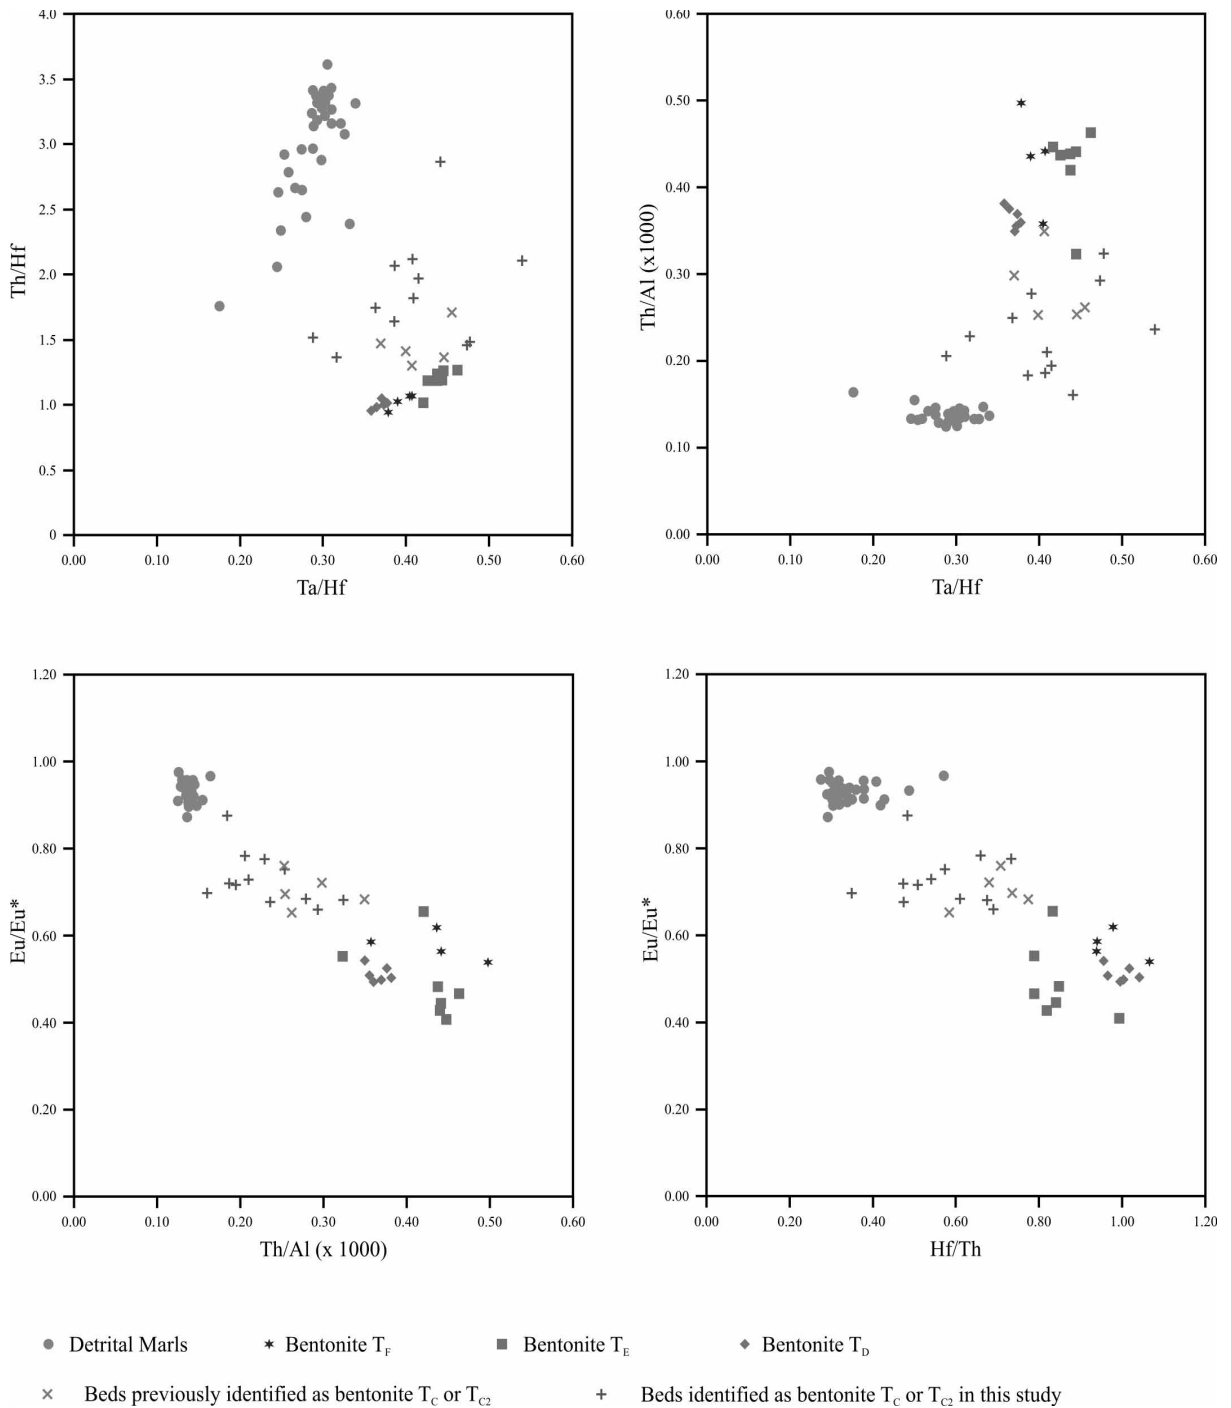 4.0
3.5
3.0
2.5
2.0
1.5
1.0
0.5
0
Th/Hf
0.00 0.10 0.20 0.30 0.40 0.50 0.60
Ta/Hf
0.60
0.50
0.40
0.30
0.20
0.10
0.00
Th/Al (x1000)
0.00 0.10 0.20 0.30 0.40 0.50 0.60
Ta/Hf
1.20
1.00
0.80
0.60
0.40
0.20
0.00
Eu/Eu*
0.00 0.10 0.20 0.30 0.40 0.50 0.60
Th/Al (x 1000)
1.20
1.00
0.80
0.60
0.40
0.20
0.00
Eu/Eu*
0.00 0.20 0.40 0.60 0.80 1.00 1.20
Hf/Th
Detrital Marls Bentonite TF Bentonite TE Bentonite TD
Beds previously identified as bentonite TC or TC2 Beds identified as bentonite TC or TC2 in this study